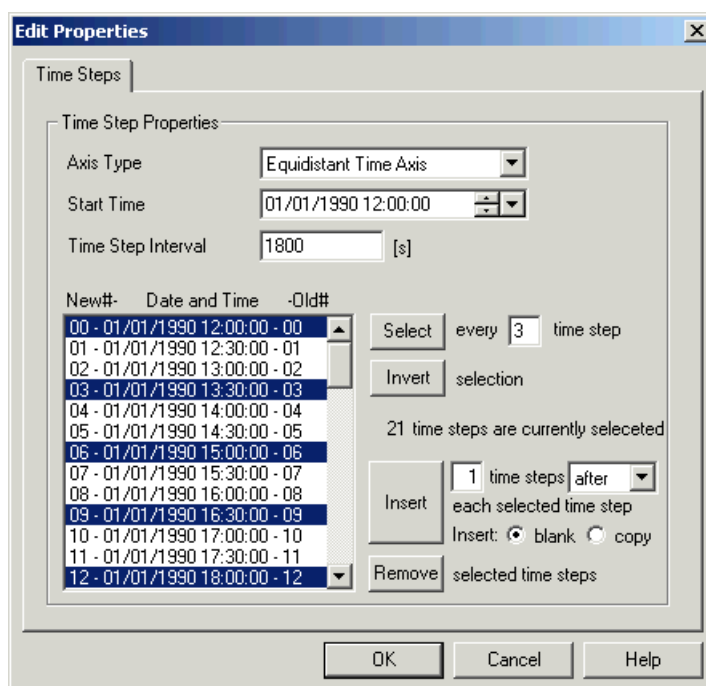 Edit Properties
Time Steps
Time Step Properties
Axis Type Equidistant Time Axis
Start Time 01/01/1990 12:00:00
Time Step Interval 1800 [s]
New#- Date and Time -Old#
00 - 01/01/1990 12:00:00 - 00
01 - 01/01/1990 12:30:00 - 01
02 - 01/01/1990 13:00:00 - 02
03 - 01/01/1990 13:30:00 - 03
04 - 01/01/1990 14:00:00 - 04
05 - 01/01/1990 14:30:00 - 05
06 - 01/01/1990 15:00:00 - 06
07 - 01/01/1990 15:30:00 - 07
08 - 01/01/1990 16:00:00 - 08
09 - 01/01/1990 16:30:00 - 09
10 - 01/01/1990 17:00:00 - 10
11 - 01/01/1990 17:30:00 - 11
12 - 01/01/1990 18:00:00 - 12
Select every 3 time step
Invert selection
21 time steps are currently seleceted
Insert 1 time steps after
each selected time step
Insert: blank copy
Remove selected time steps
OK Cancel Help